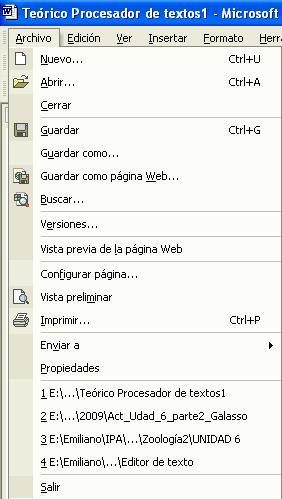 Teórico Procesador de textos1 - Microsoft
Archivo Edición Ver Insertar Formato Herra
Nuevo... Ctrl+U
Abrir... Ctrl+A
Cerrar
Guardar Ctrl+G
Guardar como...
Guardar como página Web...
Buscar...
Versiones...
Vista previa de la página Web
Configurar página...
Vista preliminar
Imprimir... Ctrl+P
Enviar a
Propiedades
1 E:\...\Teórico Procesador de textos1
2 E:\...\2009\Act_Udad_6_parte2_Galasso
3 E:\Emiliano\IPA\...\Zoología2\UNIDAD 6
4 E:\Emiliano\...\Editor de texto
Salir